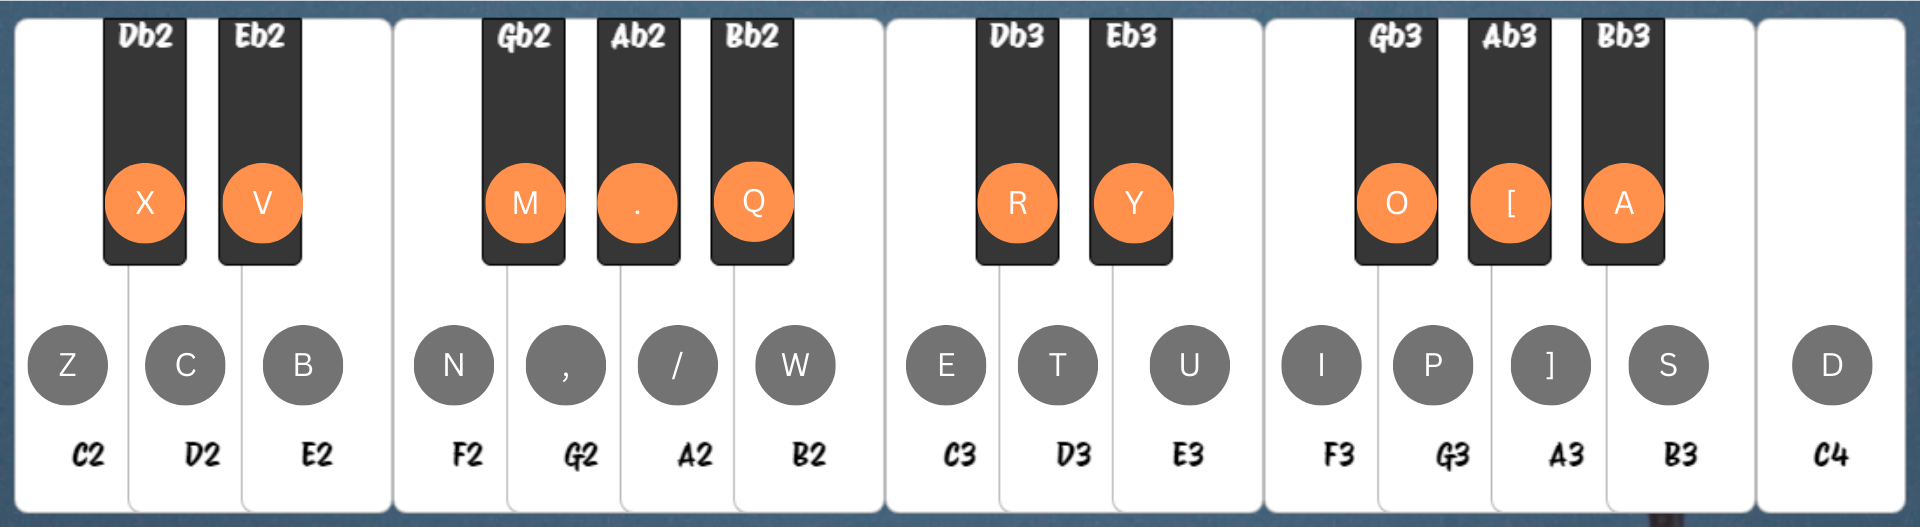 Db2 Eb2 Gb2 Ab2 Bb2 Db3 Eb3 Gb3 Ab3 Bb3
X V M . Q R Y O [ A
Z C B N , / W E T U I P ] S D
C2 D2 E2 F2 G2 A2 B2 C3 D3 E3 F3 G3 A3 B3 C4